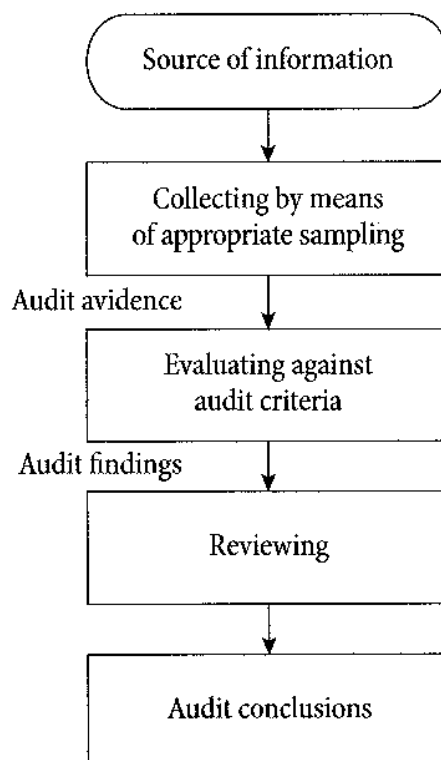 Source of information
Collecting by means
of appropriate sampling
Audit avidence
Evaluating against
audit criteria
Audit findings
Reviewing
Audit conclusions